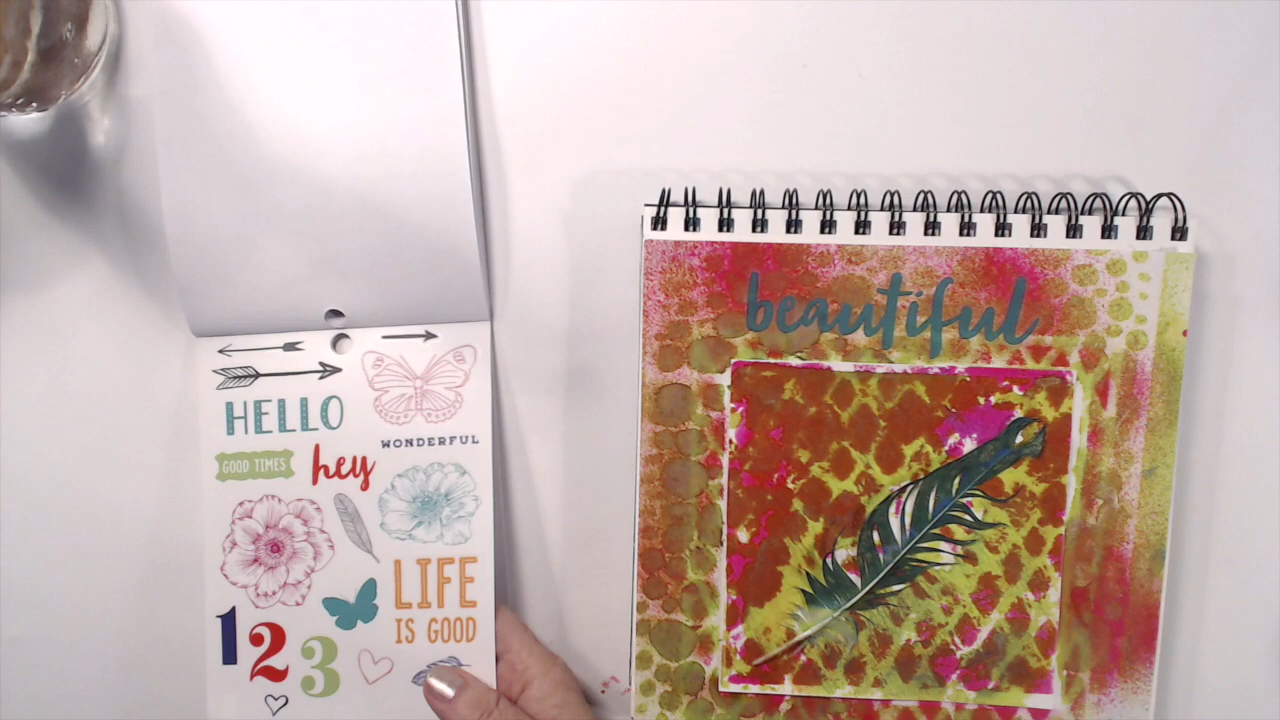 HELLO
WONDERFUL
GOOD TIMES
hey
LIFE
IS GOOD
1 2 3
beautiful